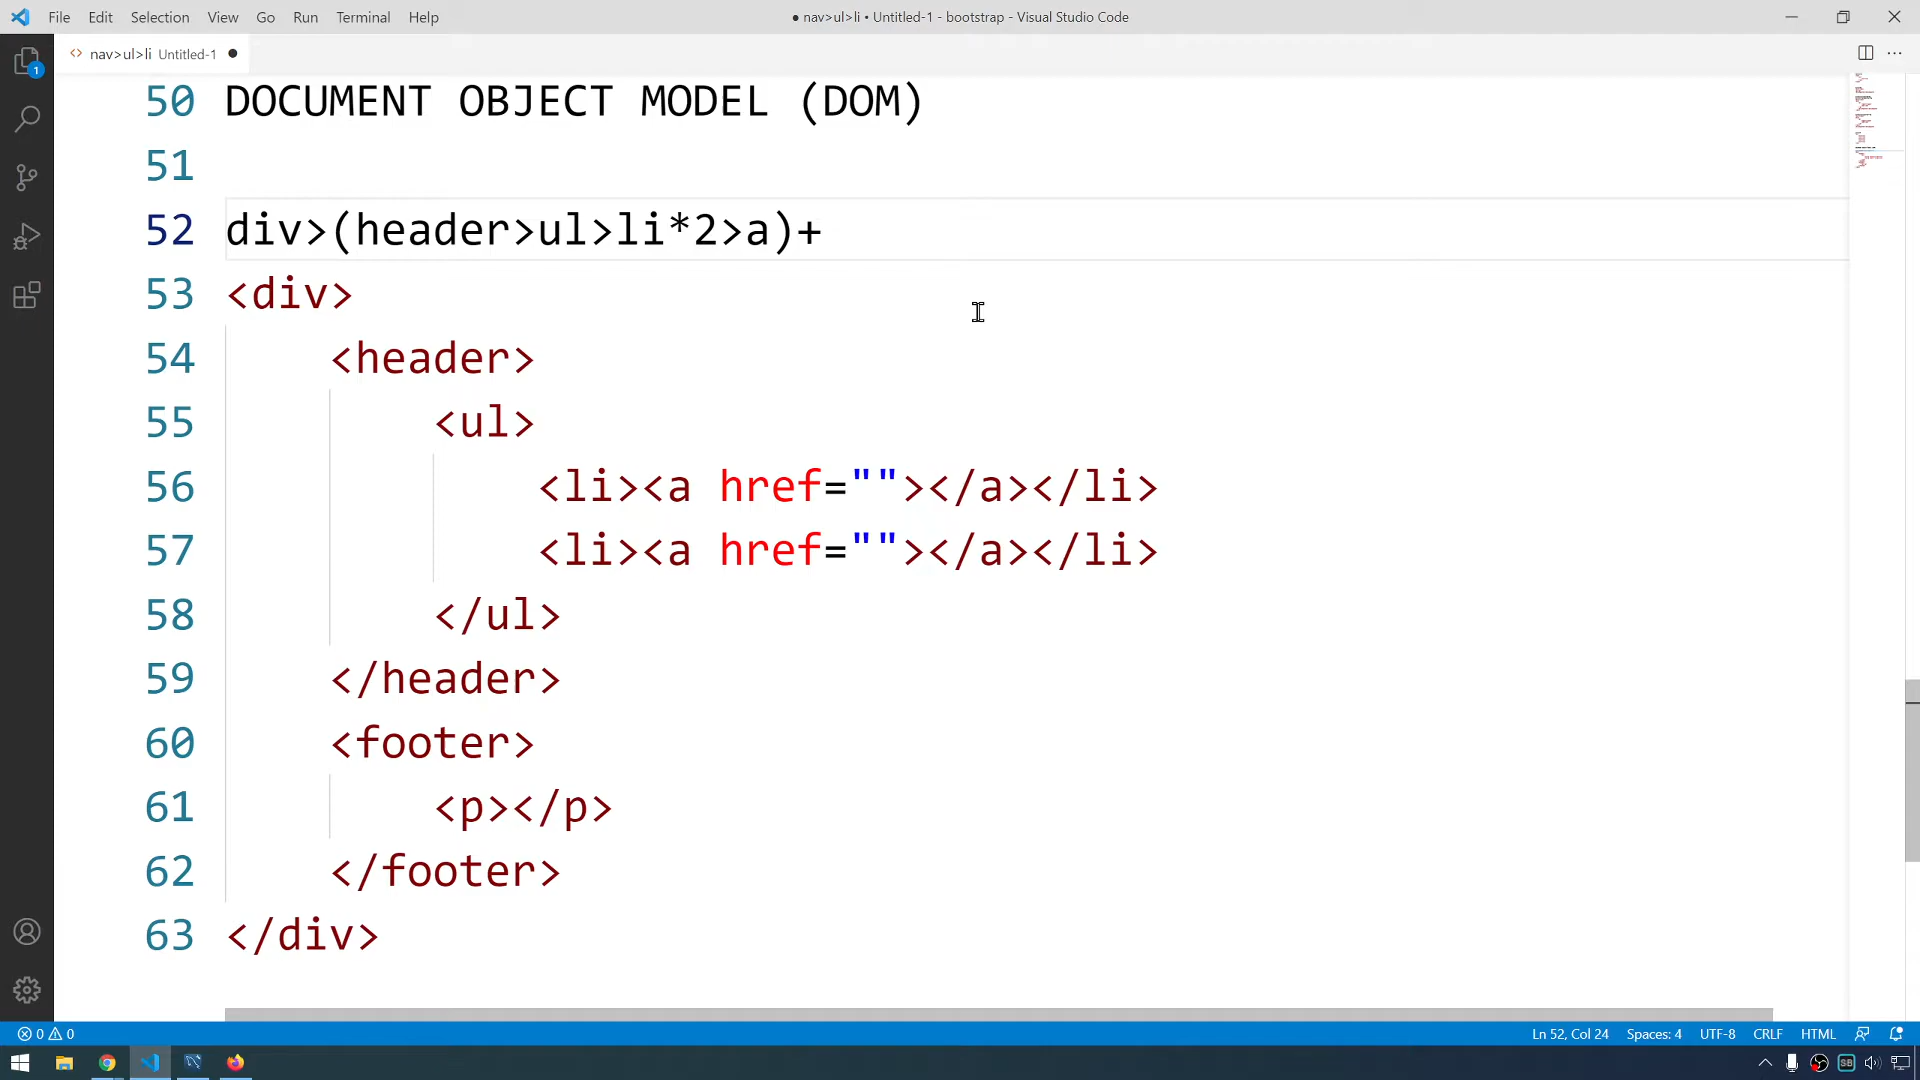 File Edit Selection View Go Run Terminal Help
● nav>ul>li • Untitled-1 - bootstrap - Visual Studio Code
nav>ul>li Untitled-1 ●
1
50 DOCUMENT OBJECT MODEL (DOM)
51
52 div>(header>ul>li*2>a)+
53 <div>
54 <header>
55 <ul>
56 <li><a href=""></a></li>
57 <li><a href=""></a></li>
58 </ul>
59 </header>
60 <footer>
61 <p></p>
62 </footer>
63 </div>
0 0
Ln 52, Col 24 Spaces: 4 UTF-8 CRLF HTML
SB